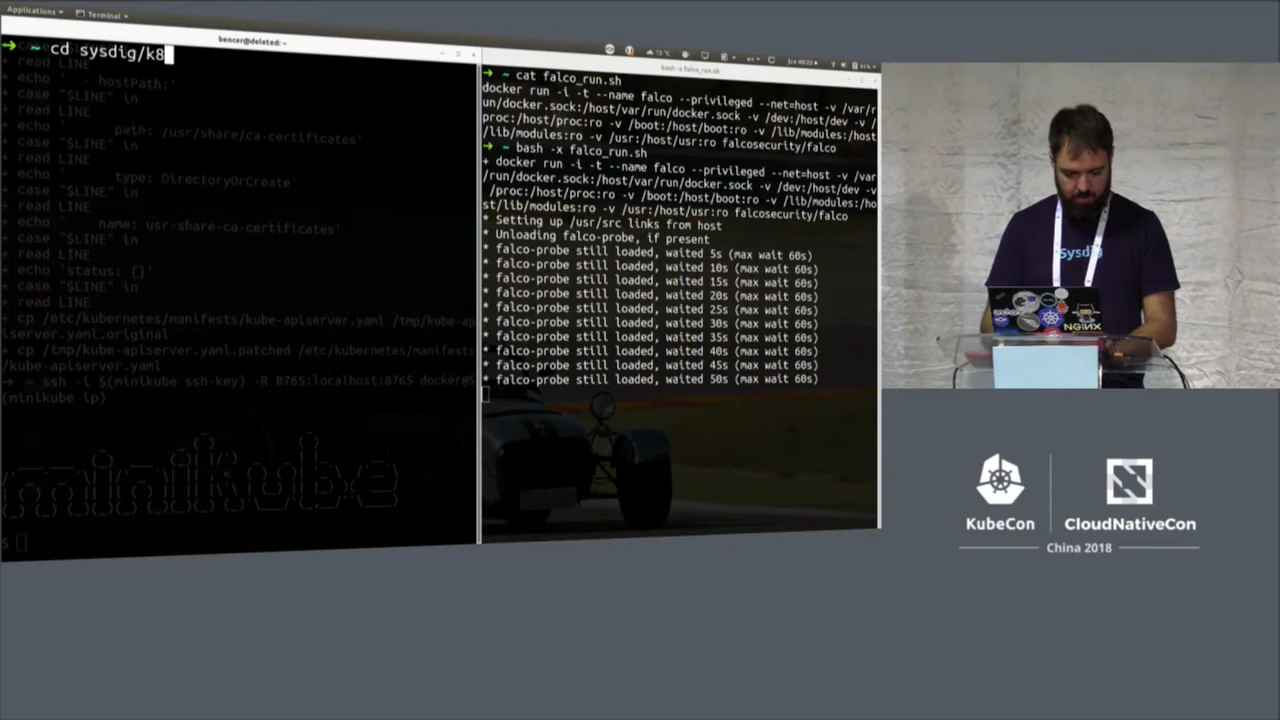 Applications
Terminal
bencer@deleted: ~
→ ~ cd sysdig/k8
+ read LINE
+ echo '  - hostPath:'
+ case "$LINE" in
+ read LINE
+ echo '      path: /usr/share/ca-certificates'
+ case "$LINE" in
+ read LINE
+ echo '      type: DirectoryOrCreate'
+ case "$LINE" in
+ read LINE
+ echo '    name: usr-share-ca-certificates'
+ case "$LINE" in
+ read LINE
+ echo 'status: {}'
+ case "$LINE" in
+ read LINE
+ cp /etc/kubernetes/manifests/kube-apiserver.yaml /tmp/kube-ap
iserver.yaml.original
+ cp /tmp/kube-apiserver.yaml.patched /etc/kubernetes/manifests
/kube-apiserver.yaml
→ ~ ssh -i $(minikube ssh-key) -R 8765:localhost:8765 docker@$
(minikube ip)
minikube
$
13 °C
bash -x falco_run.sh
→ ~ cat falco_run.sh
docker run -i -t --name falco --privileged --net=host -v /var/r
un/docker.sock:/host/var/run/docker.sock -v /dev:/host/dev -v /
proc:/host/proc:ro -v /boot:/host/boot:ro -v /lib/modules:/host
/lib/modules:ro -v /usr:/host/usr:ro falcosecurity/falco
→ ~ bash -x falco_run.sh
+ docker run -i -t --name falco --privileged --net=host -v /var
/run/docker.sock:/host/var/run/docker.sock -v /dev:/host/dev -v
/proc:/host/proc:ro -v /boot:/host/boot:ro -v /lib/modules:/ho
st/lib/modules:ro -v /usr:/host/usr:ro falcosecurity/falco
* Setting up /usr/src links from host
* Unloading falco-probe, if present
* falco-probe still loaded, waited 5s (max wait 60s)
* falco-probe still loaded, waited 10s (max wait 60s)
* falco-probe still loaded, waited 15s (max wait 60s)
* falco-probe still loaded, waited 20s (max wait 60s)
* falco-probe still loaded, waited 25s (max wait 60s)
* falco-probe still loaded, waited 30s (max wait 60s)
* falco-probe still loaded, waited 35s (max wait 60s)
* falco-probe still loaded, waited 40s (max wait 60s)
* falco-probe still loaded, waited 45s (max wait 60s)
* falco-probe still loaded, waited 50s (max wait 60s)
Sysdig
NGINX
KubeCon
CloudNativeCon
China 2018